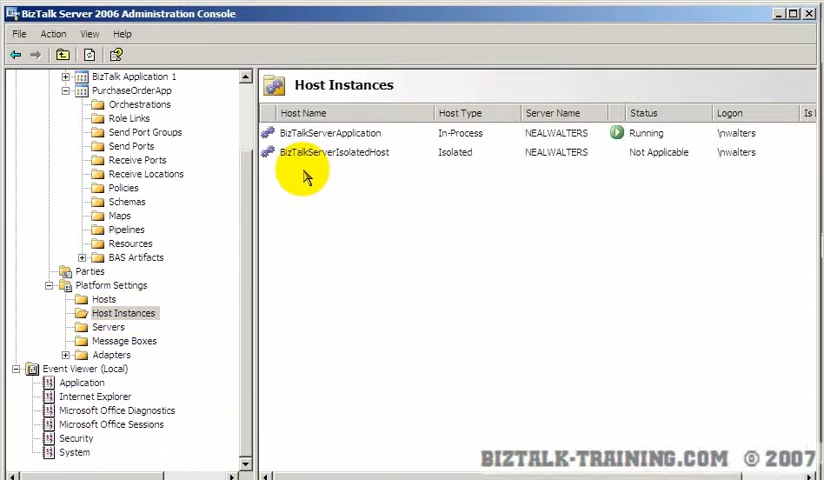 BizTalk Server 2006 Administration Console
File Action View Help
BizTalk Application 1
PurchaseOrderApp
Orchestrations
Role Links
Send Port Groups
Send Ports
Receive Ports
Receive Locations
Policies
Schemas
Maps
Pipelines
Resources
BAS Artifacts
Parties
Platform Settings
Hosts
Host Instances
Servers
Message Boxes
Adapters
Event Viewer (Local)
Application
Internet Explorer
Microsoft Office Diagnostics
Microsoft Office Sessions
Security
System
Host Instances
Host Name Host Type Server Name Status Logon Is
BizTalkServerApplication In-Process NEALWALTERS Running \nwalters
BizTalkServerIsolatedHost Isolated NEALWALTERS Not Applicable \nwalters
BIZTALK-TRAINING.COM © 2007